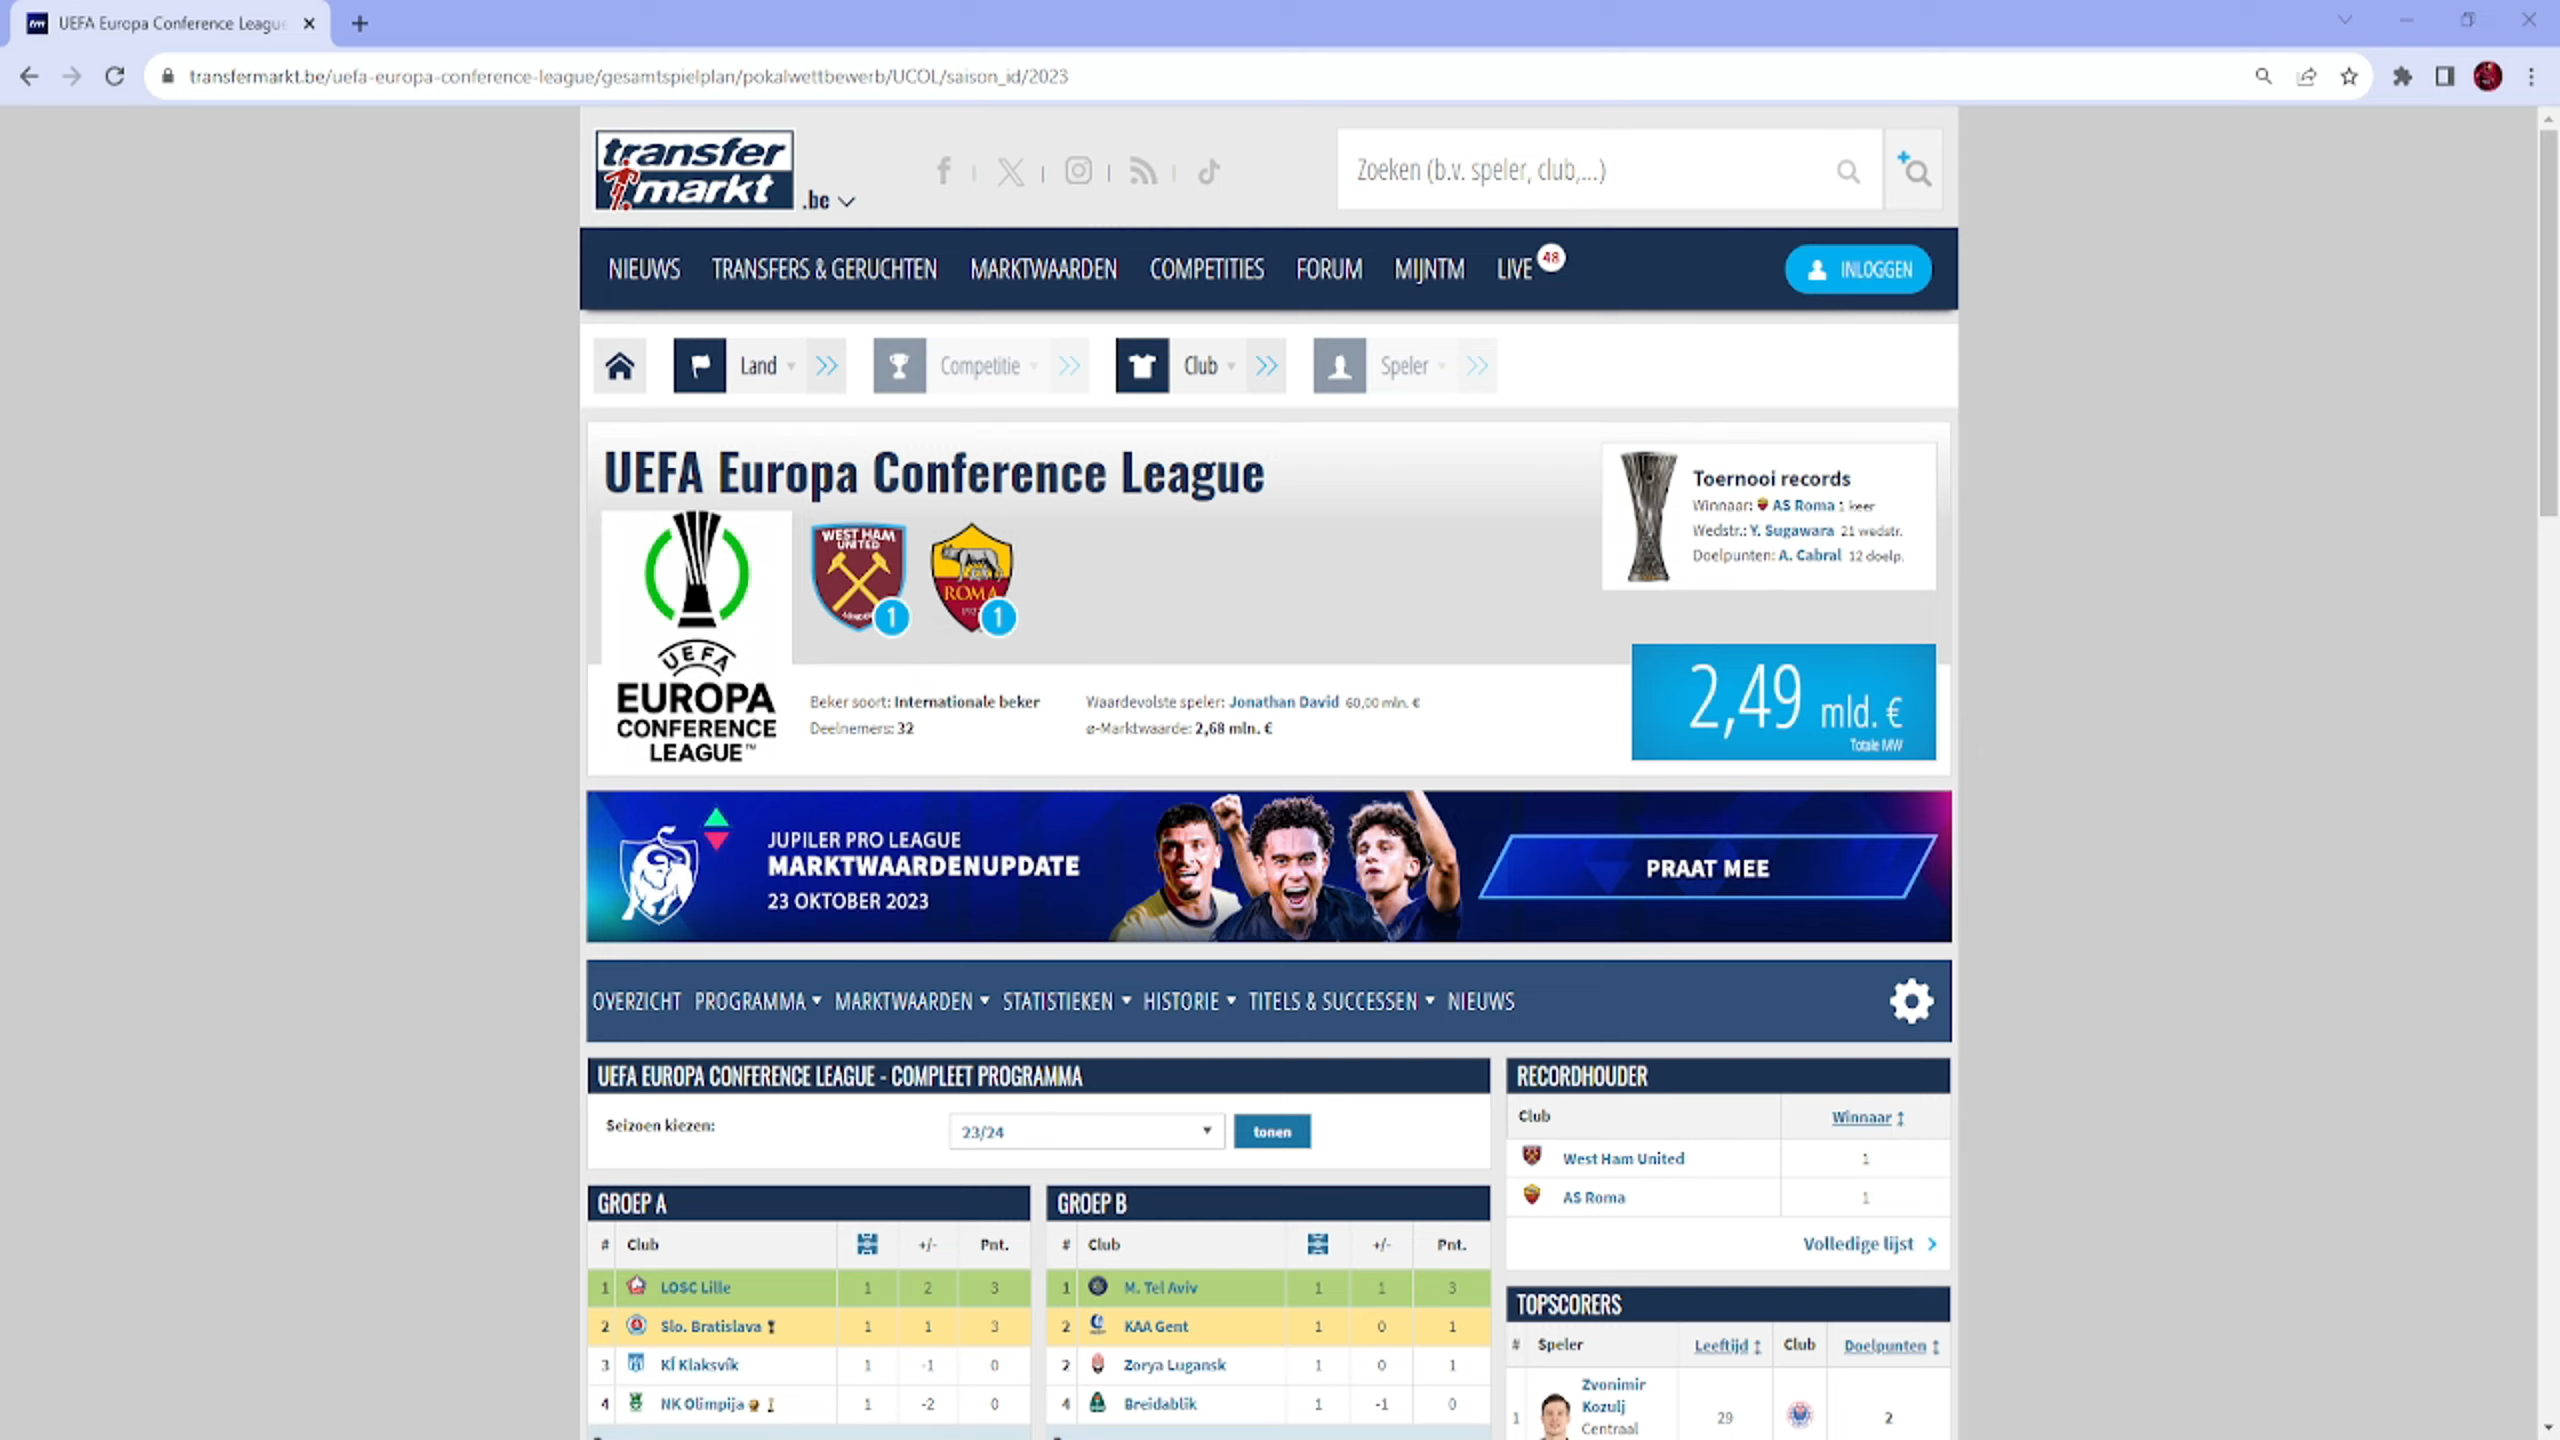 UEFA Europa Conference League
transfermarkt.be/uefa-europa-conference-league/gesamtspielplan/pokalwettbewerb/UCOL/saison_id/2023
transfer
markt
.be
Zoeken (b.v. speler, club,...)
NIEUWS TRANSFERS & GERUCHTEN MARKTWAARDEN COMPETITIES FORUM MIJNTM LIVE 48 INLOGGEN
Land Competitie Club Speler
UEFA Europa Conference League
Toernooi records
Winnaar: AS Roma 1 keer
Wedstr.: Y. Sugawara 21 wedstr.
Doelpunten: A. Cabral 12 doelp.
WEST HAM
UNITED
1
ROMA
1
UEFA
EUROPA
CONFERENCE
LEAGUE™
Beker soort: Internationale beker
Deelnemers: 32
Waardevolste speler: Jonathan David 60,00 mln. €
ø-Marktwaarde: 2,68 mln. €
2,49 mld. €
Totale MW
JUPILER PRO LEAGUE
MARKTWAARDENUPDATE
23 OKTOBER 2023
PRAAT MEE
OVERZICHT PROGRAMMA MARKTWAARDEN STATISTIEKEN HISTORIE TITELS & SUCCESSEN NIEUWS
UEFA EUROPA CONFERENCE LEAGUE - COMPLEET PROGRAMMA
Seizoen kiezen: 23/24 tonen
GROEP A
# Club +/- Pnt.
1 LOSC Lille 1 2 3
2 Slo. Bratislava 1 1 3
3 KÍ Klaksvík 1 -1 0
4 NK Olimpija 1 -2 0
GROEP B
# Club +/- Pnt.
1 M. Tel Aviv 1 1 3
2 KAA Gent 1 0 1
2 Zorya Lugansk 1 0 1
4 Breidablik 1 -1 0
RECORDHOUDER
Club Winnaar
West Ham United 1
AS Roma 1
Volledige lijst
TOPSCORERS
# Speler Leeftijd Club Doelpunten
1 Zvonimir
Kozulj
Centraal
29 2